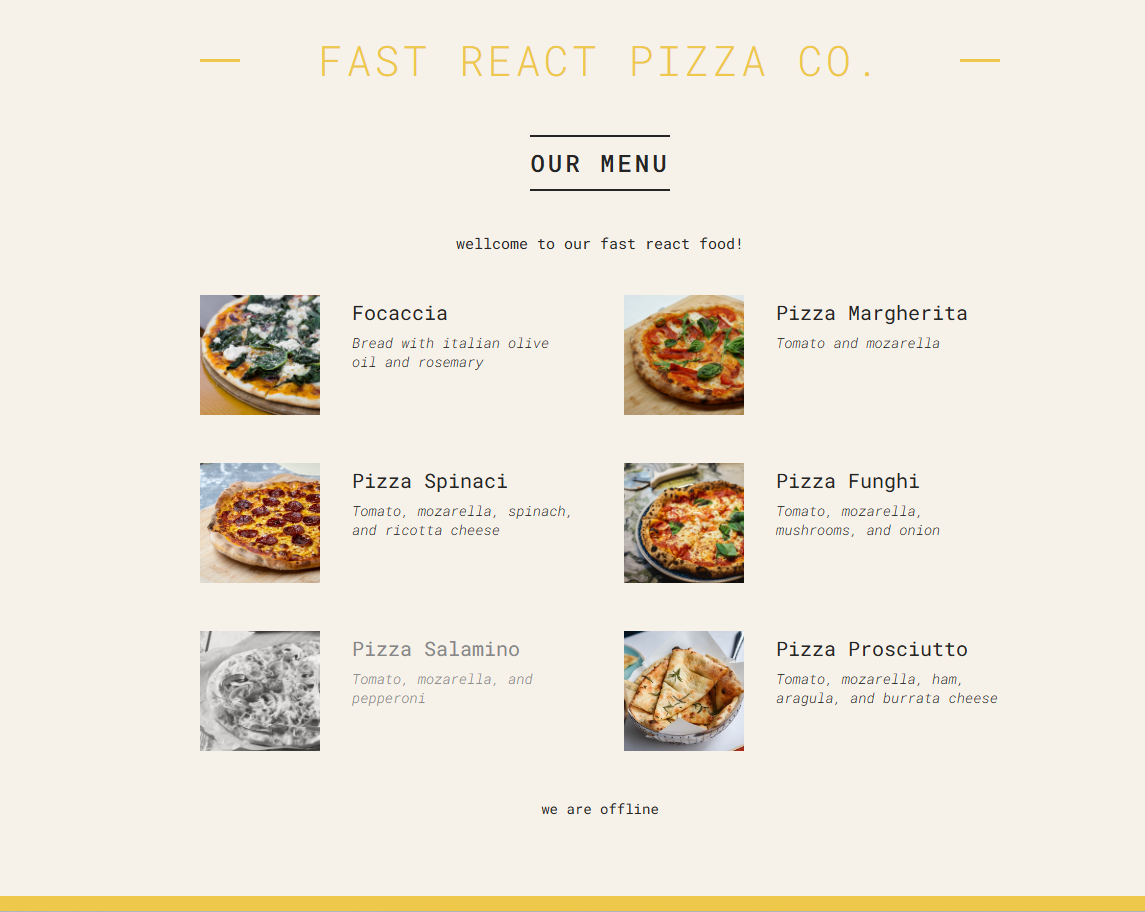 FAST REACT PIZZA CO.
OUR MENU
wellcome to our fast react food!
Focaccia
Bread with italian olive
oil and rosemary
Pizza Margherita
Tomato and mozarella
Pizza Spinaci
Tomato, mozarella, spinach,
and ricotta cheese
Pizza Funghi
Tomato, mozarella,
mushrooms, and onion
Pizza Salamino
Tomato, mozarella, and
pepperoni
Pizza Prosciutto
Tomato, mozarella, ham,
aragula, and burrata cheese
we are offline